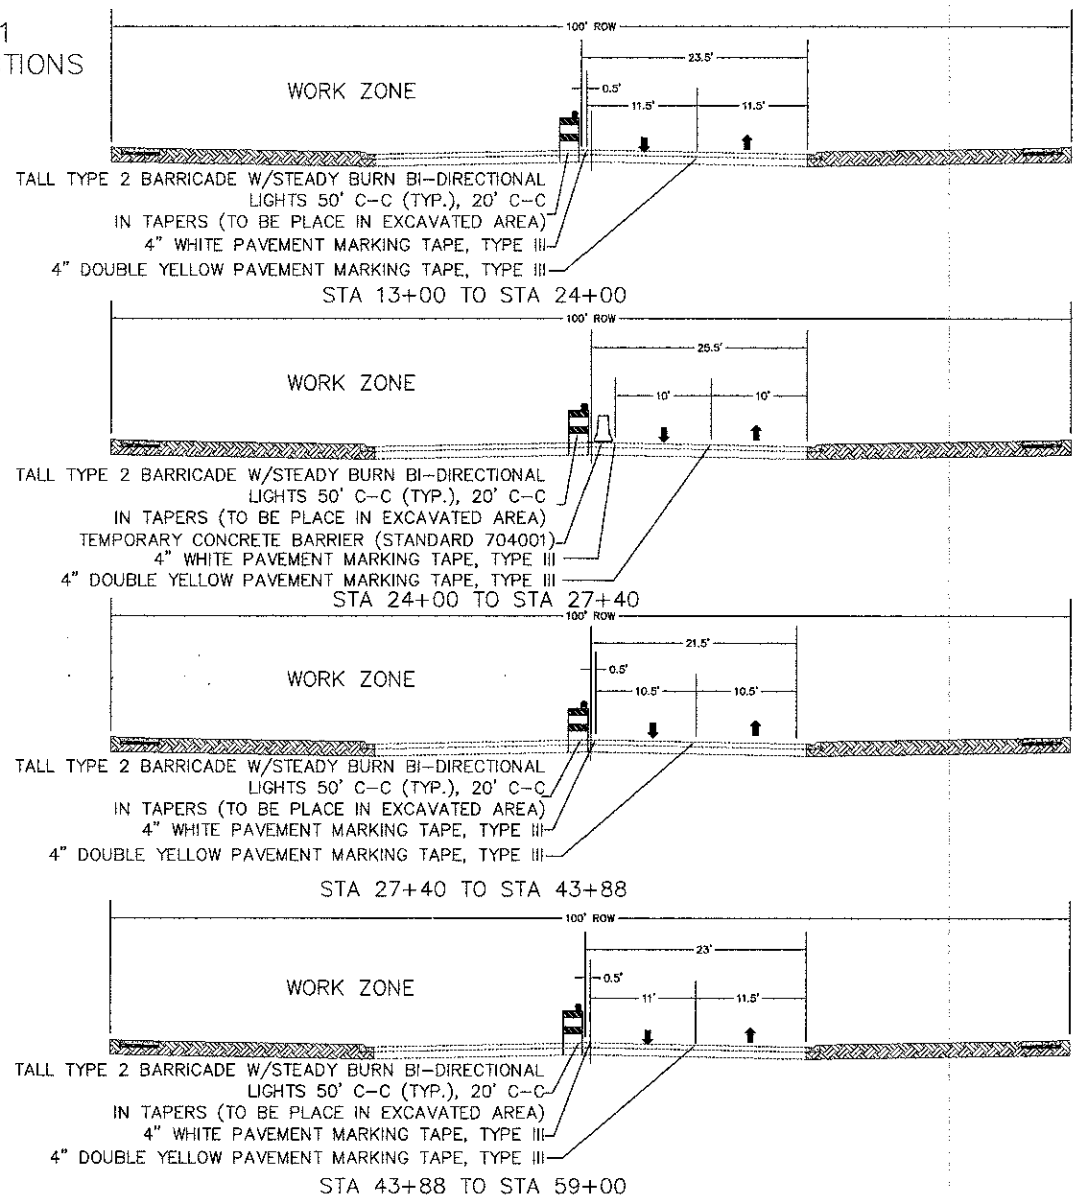 1
TIONS
100' ROW
23.5'
WORK ZONE
0.5'
11.5'
11.5'
TALL TYPE 2 BARRICADE W/STEADY BURN BI-DIRECTIONAL
LIGHTS 50' C-C (TYP.), 20' C-C
IN TAPERS (TO BE PLACE IN EXCAVATED AREA)
4" WHITE PAVEMENT MARKING TAPE, TYPE III
4" DOUBLE YELLOW PAVEMENT MARKING TAPE, TYPE III
STA 13+00 TO STA 24+00
100' ROW
25.5'
WORK ZONE
10'
10'
TALL TYPE 2 BARRICADE W/STEADY BURN BI-DIRECTIONAL
LIGHTS 50' C-C (TYP.), 20' C-C
IN TAPERS (TO BE PLACE IN EXCAVATED AREA)
TEMPORARY CONCRETE BARRIER (STANDARD 704001)
4" WHITE PAVEMENT MARKING TAPE, TYPE III
4" DOUBLE YELLOW PAVEMENT MARKING TAPE, TYPE III
STA 24+00 TO STA 27+40
100' ROW
21.5'
WORK ZONE
0.5'
10.5'
10.5'
TALL TYPE 2 BARRICADE W/STEADY BURN BI-DIRECTIONAL
LIGHTS 50' C-C (TYP.), 20' C-C
IN TAPERS (TO BE PLACE IN EXCAVATED AREA)
4" WHITE PAVEMENT MARKING TAPE, TYPE III
4" DOUBLE YELLOW PAVEMENT MARKING TAPE, TYPE III
STA 27+40 TO STA 43+88
100' ROW
23'
WORK ZONE
0.5'
11'
11.5'
TALL TYPE 2 BARRICADE W/STEADY BURN BI-DIRECTIONAL
LIGHTS 50' C-C (TYP.), 20' C-C
IN TAPERS (TO BE PLACE IN EXCAVATED AREA)
4" WHITE PAVEMENT MARKING TAPE, TYPE III
4" DOUBLE YELLOW PAVEMENT MARKING TAPE, TYPE III
STA 43+88 TO STA 59+00